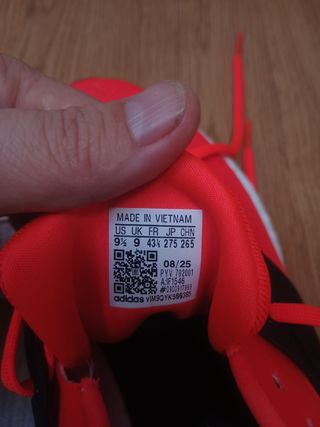 MADE IN VIETNAM
US UK FR JP CHN
9½ 9 43⅓ 275 265
08/25
PYV 702001
adidas